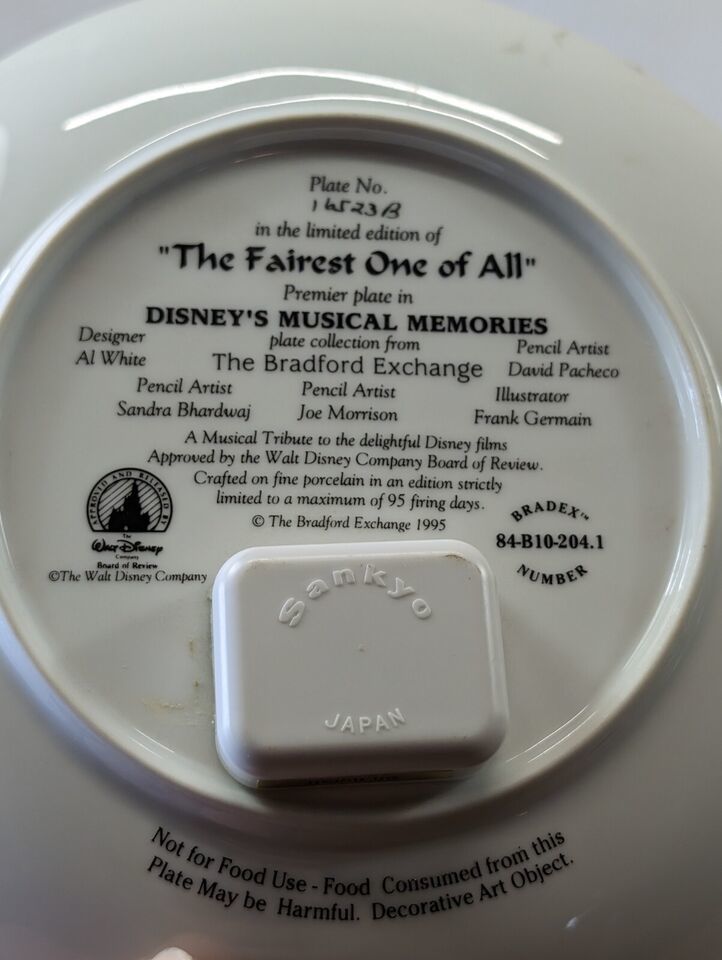 Plate No.
16523B
in the limited edition of
"The Fairest One of All"
Premier plate in
DISNEY'S MUSICAL MEMORIES
plate collection from
The Bradford Exchange
Designer
Al White
Pencil Artist
David Pacheco
Pencil Artist
Sandra Bhardwaj
Pencil Artist
Joe Morrison
Illustrator
Frank Germain
A Musical Tribute to the delightful Disney films
Approved by the Walt Disney Company Board of Review.
Crafted on fine porcelain in an edition strictly
limited to a maximum of 95 firing days.
© The Bradford Exchange 1995
APPROVED AND RELEASED BY
The
Walt Disney
Company
Board of Review
©The Walt Disney Company
BRADEX™
84-B10-204.1
NUMBER
Sankyo
JAPAN
Not for Food Use - Food Consumed from this
Plate May be Harmful. Decorative Art Object.